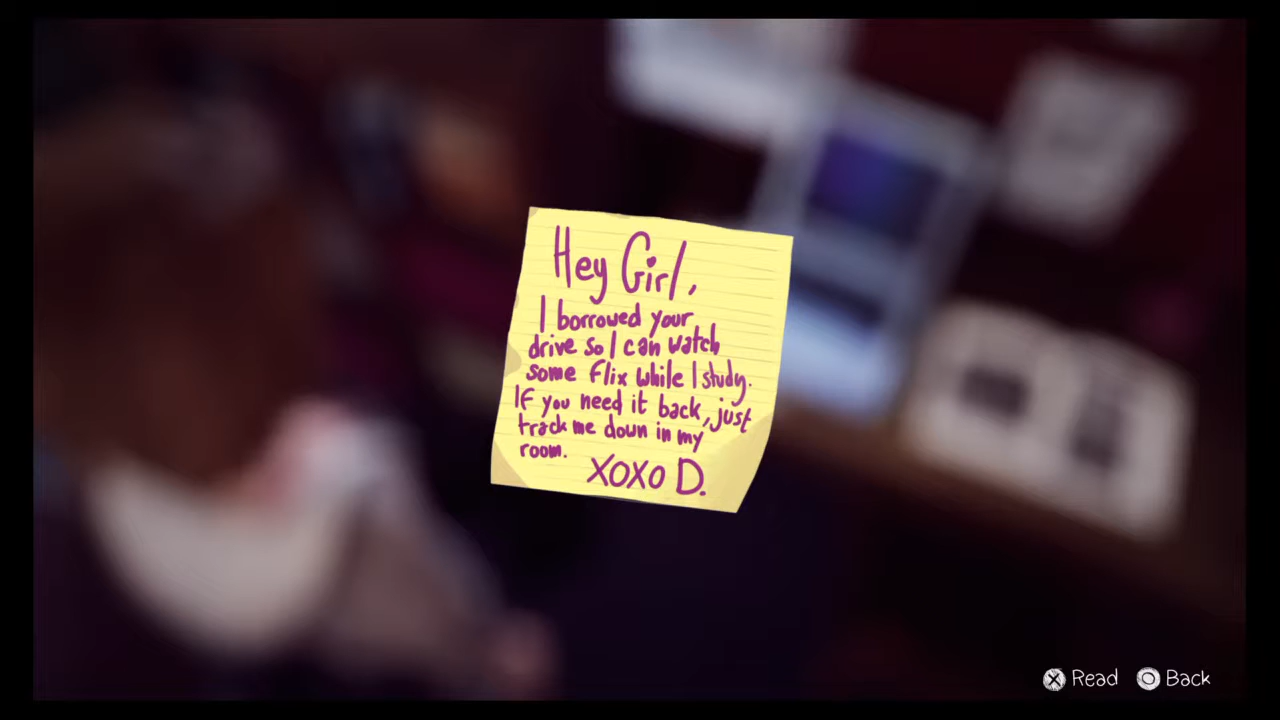 Hey Girl,
I borrowed your
drive so I can watch
some Flix while I study.
If you need it back, just
track me down in my
room.
XOXO D.
Read Back